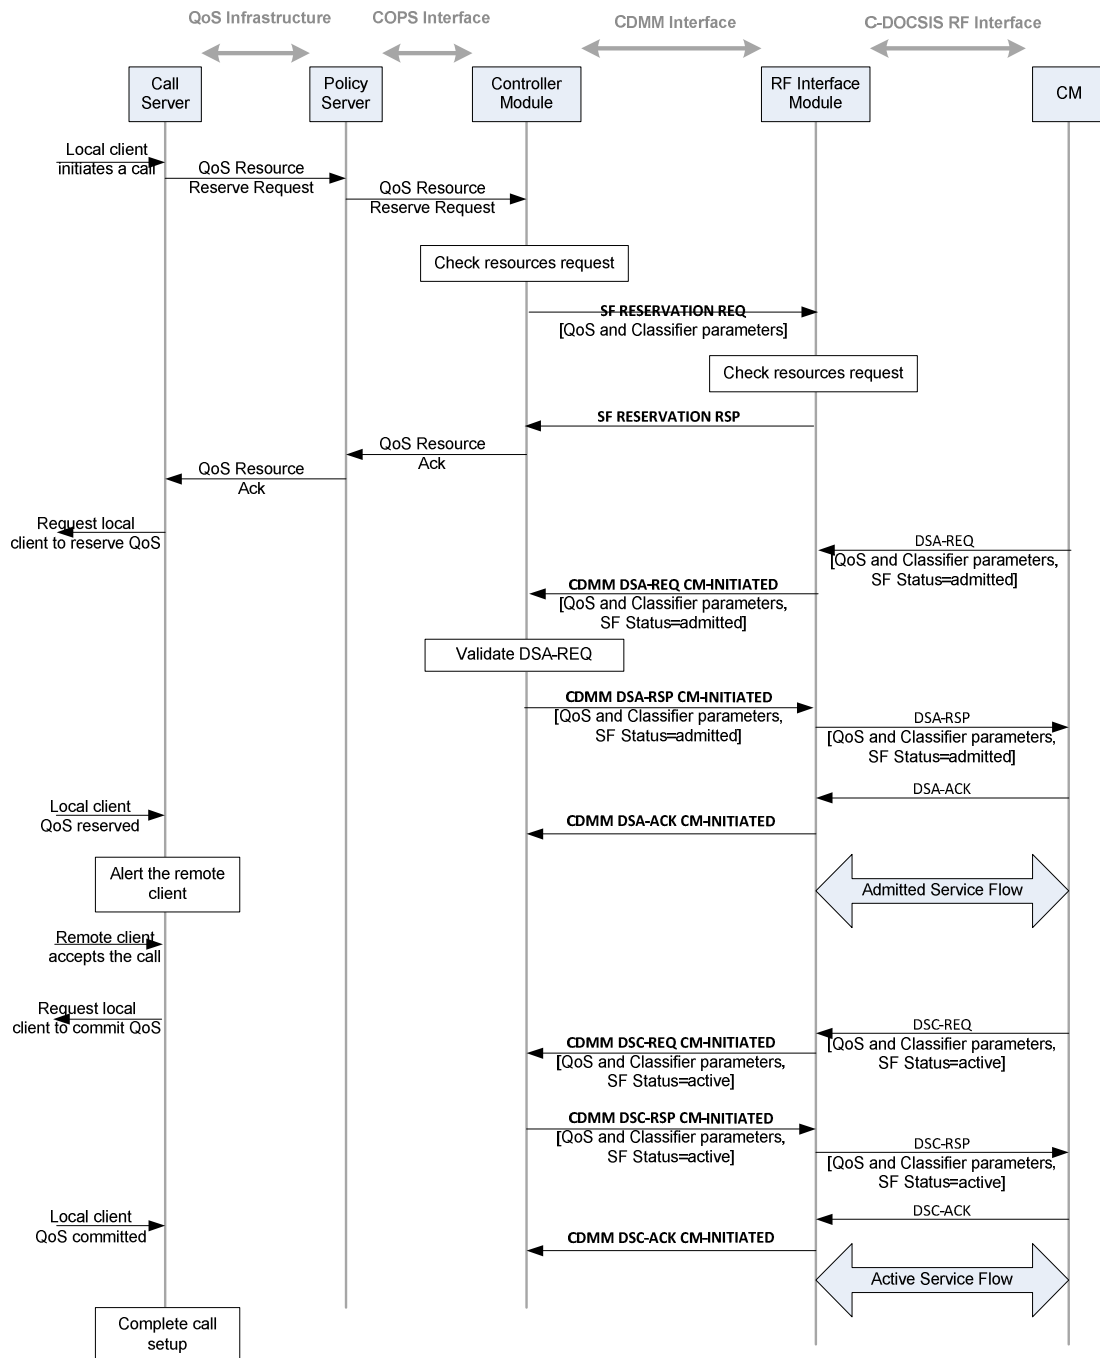 QoS Infrastructure
COPS Interface
CDMM Interface
C-DOCSIS RF Interface
Call
Server
Policy
Server
Controller
Module
RF Interface
Module
CM
Local client
initiates a call
QoS Resource
Reserve Request
QoS Resource
Reserve Request
Check resources request
SF RESERVATION REQ
[QoS and Classifier parameters]
Check resources request
SF RESERVATION RSP
QoS Resource
Ack
QoS Resource
Ack
Request local
client to reserve QoS
DSA-REQ
[QoS and Classifier parameters,
SF Status=admitted]
CDMM DSA-REQ CM-INITIATED
[QoS and Classifier parameters,
SF Status=admitted]
Validate DSA-REQ
CDMM DSA-RSP CM-INITIATED
[QoS and Classifier parameters,
SF Status=admitted]
DSA-RSP
[QoS and Classifier parameters,
SF Status=admitted]
DSA-ACK
Local client
QoS reserved
CDMM DSA-ACK CM-INITIATED
Alert the remote
client
Admitted Service Flow
Remote client
accepts the call
Request local
client to commit QoS
DSC-REQ
[QoS and Classifier parameters,
SF Status=active]
CDMM DSC-REQ CM-INITIATED
[QoS and Classifier parameters,
SF Status=active]
CDMM DSC-RSP CM-INITIATED
[QoS and Classifier parameters,
SF Status=active]
DSC-RSP
[QoS and Classifier parameters,
SF Status=active]
DSC-ACK
Local client
QoS committed
CDMM DSC-ACK CM-INITIATED
Active Service Flow
Complete call
setup